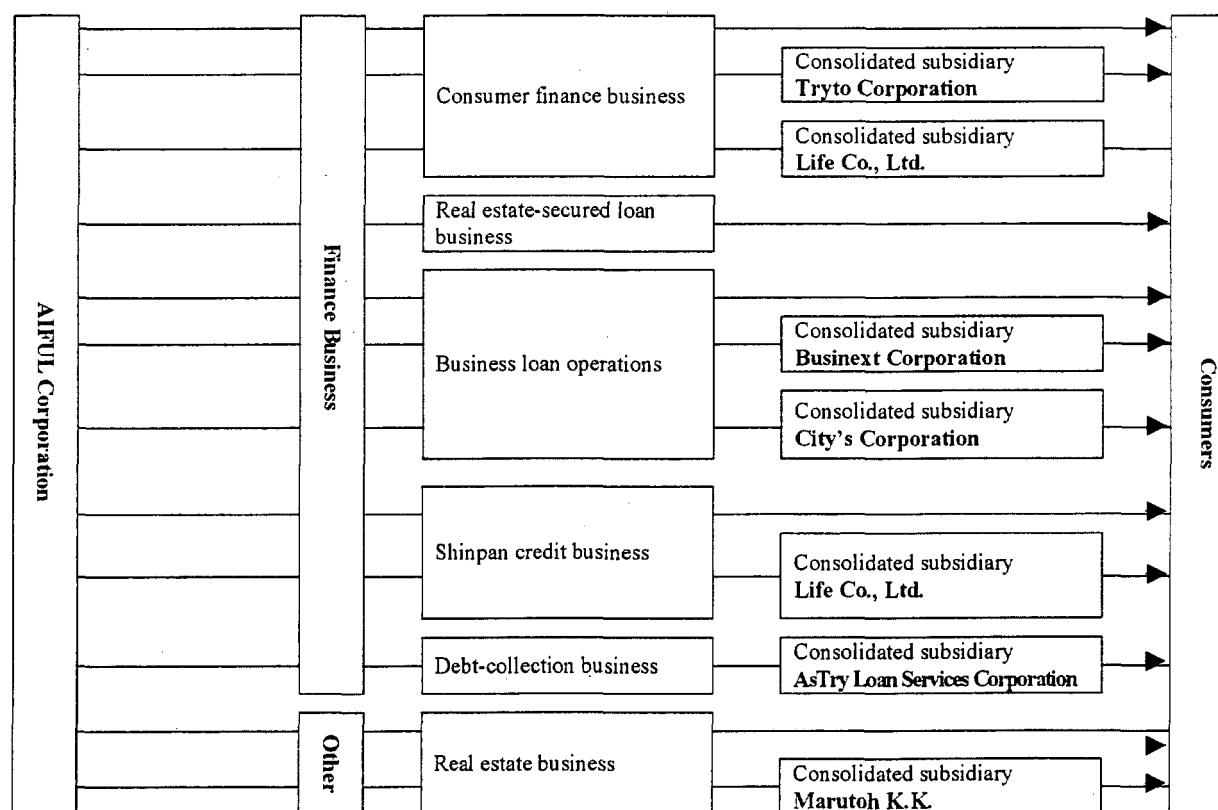 AIFUL Corporation
Finance Business
Consumer finance business
Consolidated subsidiary
Tryto Corporation
Consolidated subsidiary
Life Co., Ltd.
Real estate-secured loan
business
Business loan operations
Consolidated subsidiary
Businext Corporation
Consolidated subsidiary
City's Corporation
Shinpan credit business
Consolidated subsidiary
Life Co., Ltd.
Debt-collection business
Consolidated subsidiary
AsTry Loan Services Corporation
Other
Real estate business
Consolidated subsidiary
Marutoh K.K.
Consumers